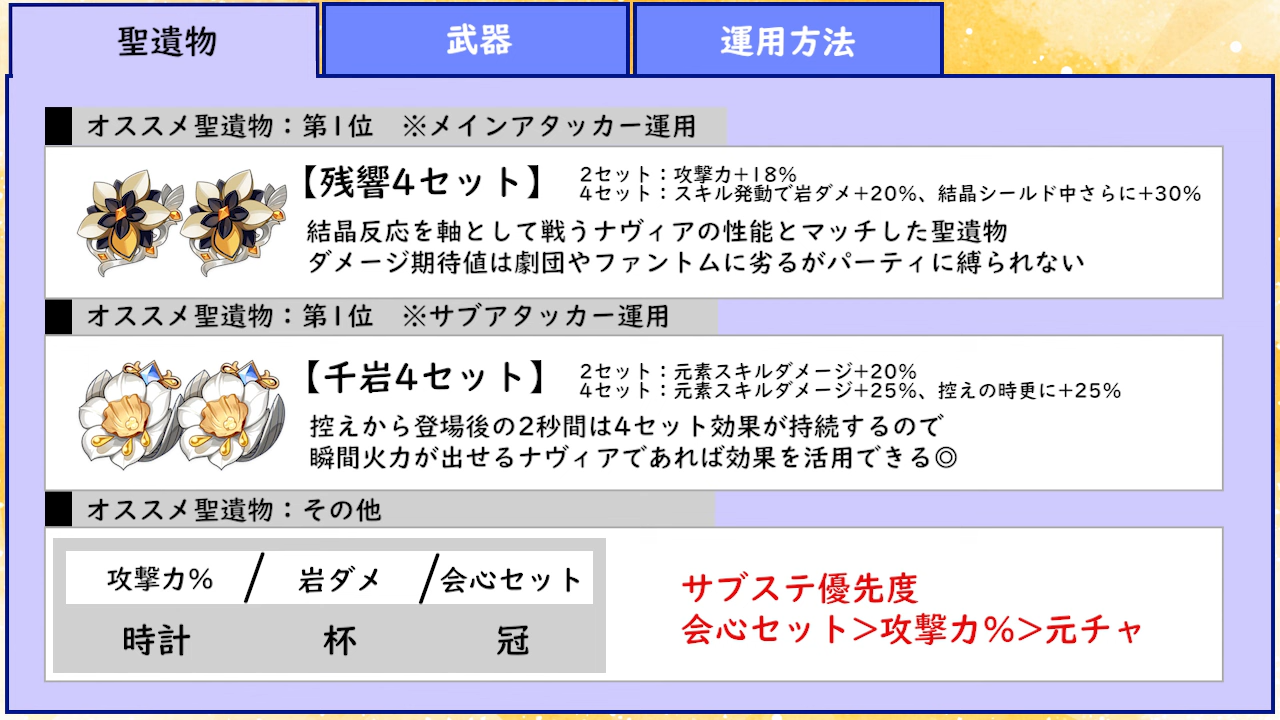 聖遺物
武器
運用方法
オススメ聖遺物：第1位　※メインアタッカー運用
【残響4セット】
2セット：攻撃力+18%
4セット：スキル発動で岩ダメ+20%、結晶シールド中さらに+30%
結晶反応を軸として戦うナヴィアの性能とマッチした聖遺物
ダメージ期待値は劇団やファントムに劣るがパーティに縛られない
オススメ聖遺物：第1位　※サブアタッカー運用
【千岩4セット】
2セット：元素スキルダメージ+20%
4セット：元素スキルダメージ+25%、控えの時更に+25%
控えから登場後の2秒間は4セット効果が持続するので
瞬間火力が出せるナヴィアであれば効果を活用できる◎
オススメ聖遺物：その他
攻撃力% / 岩ダメ / 会心セット
時計 杯 冠
サブステ優先度
会心セット>攻撃力%>元チャ